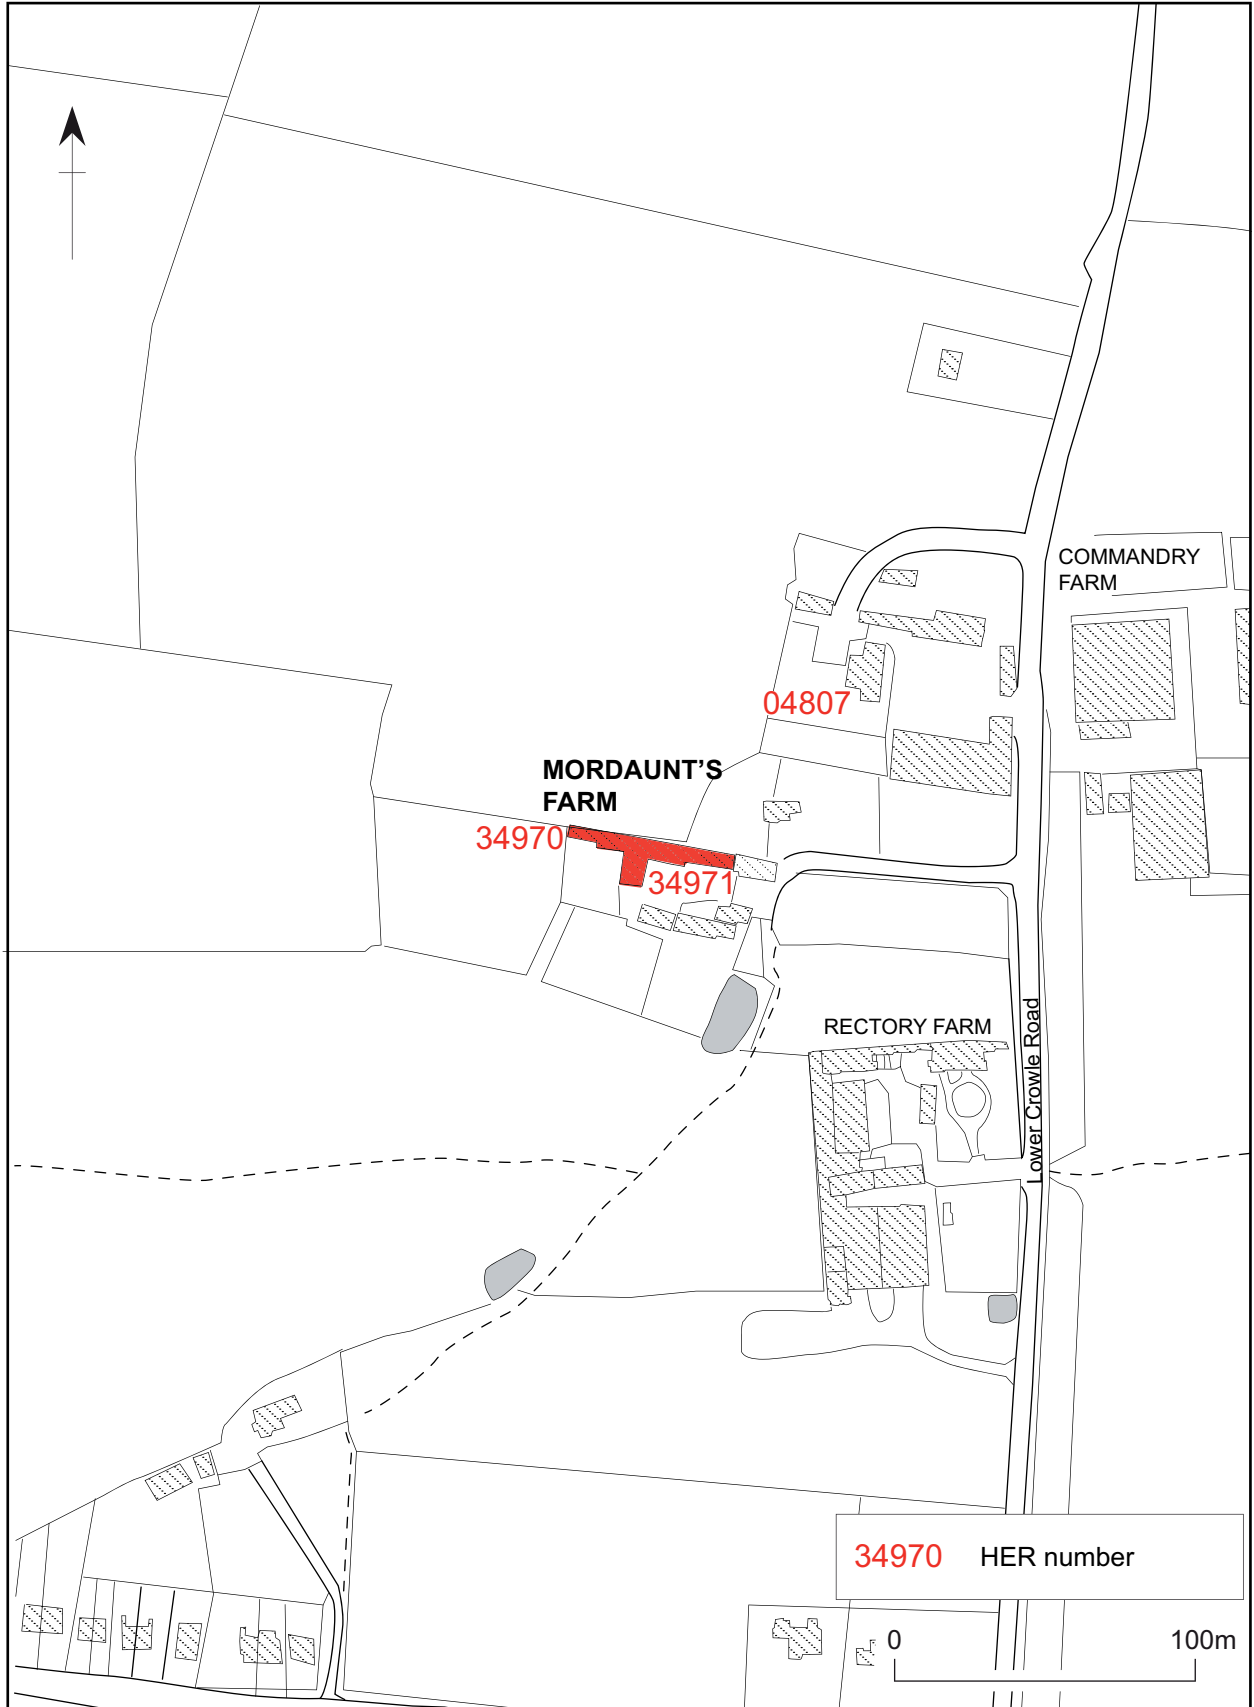 COMMANDRY
FARM
04807
MORDAUNT'S
FARM
34970
34971
RECTORY FARM
Lower Crowle Road
34970 HER number
0 100m